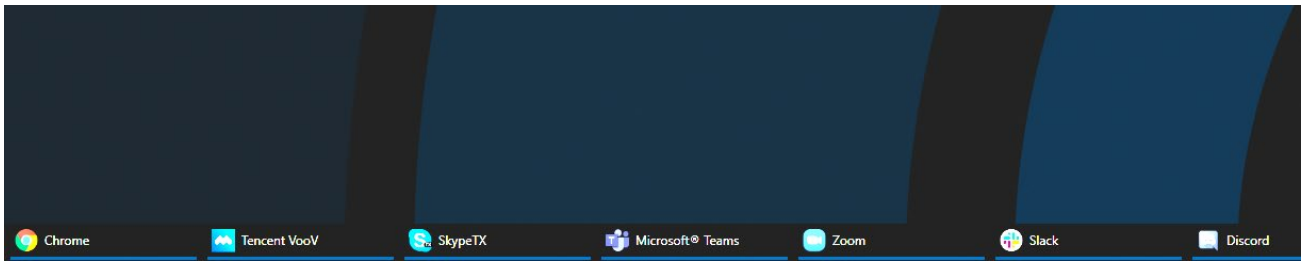 Chrome
Tencent VooV
SkypeTX
Microsoft® Teams
Zoom
Slack
Discord